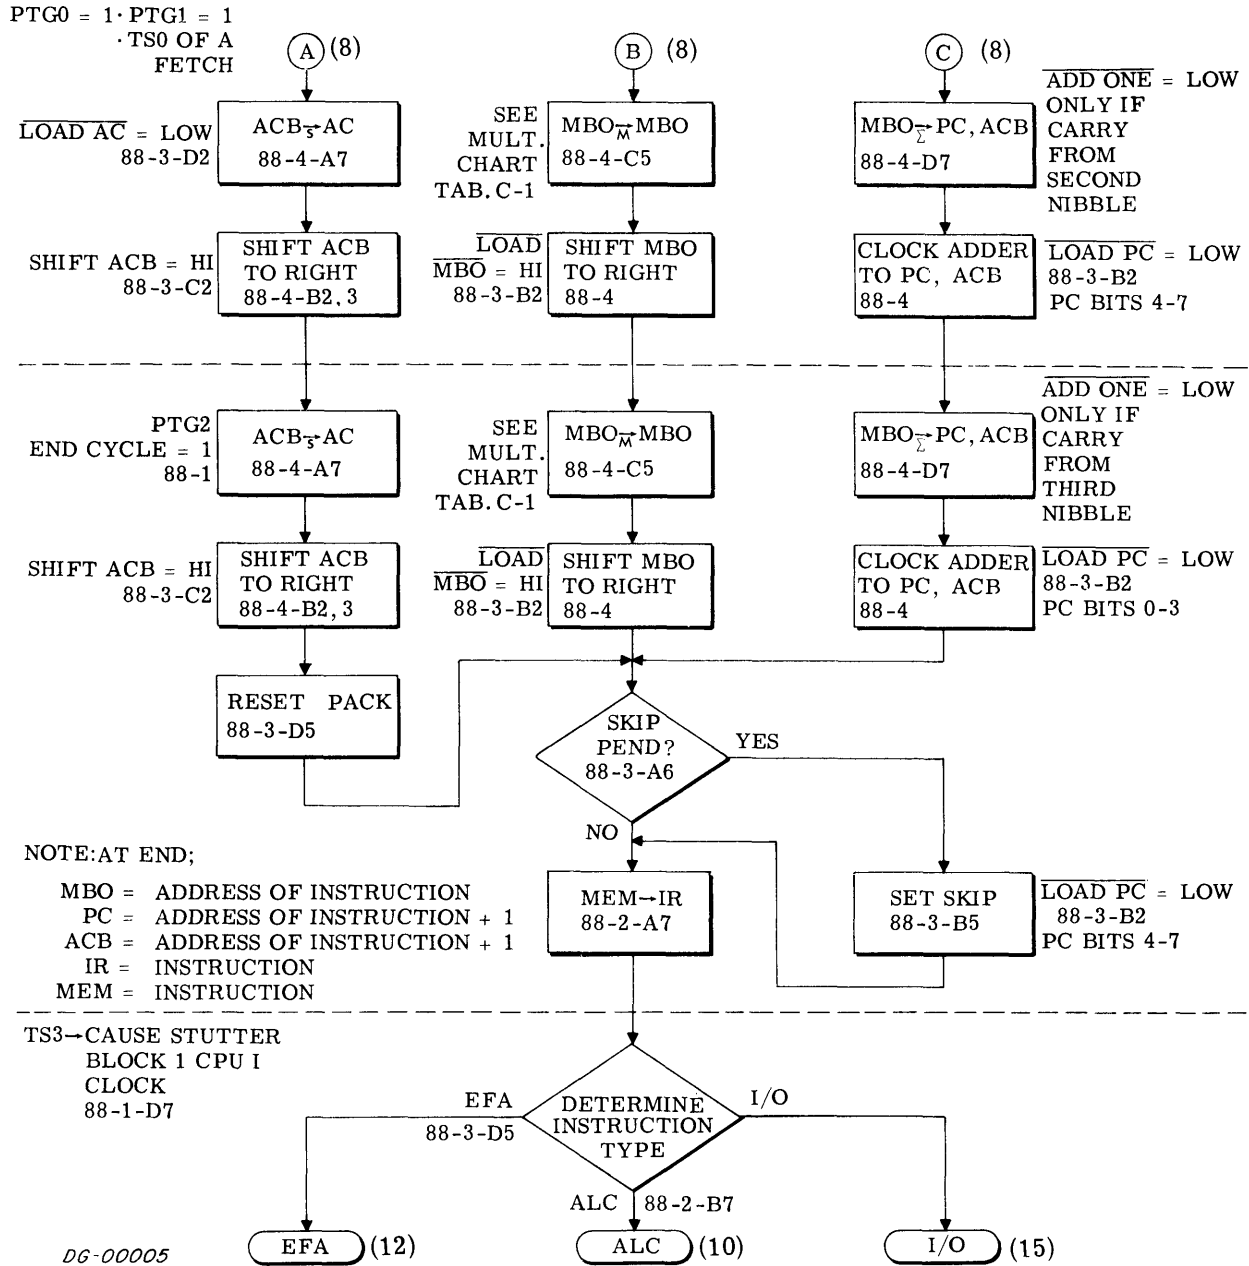 PTG0 = 1 · PTG1 = 1
· TS0 OF A
FETCH
A (8)
B (8)
C (8)
LOAD AC = LOW
88-3-D2
ACB→S AC
88-4-A7
SEE
MULT.
CHART
TAB. C-1
MBO→M MBO
88-4-C5
MBO→Σ PC, ACB
88-4-D7
ADD ONE = LOW
ONLY IF
CARRY
FROM
SECOND
NIBBLE
SHIFT ACB = HI
88-3-C2
SHIFT ACB
TO RIGHT
88-4-B2, 3
LOAD
MBO = HI
88-3-B2
SHIFT MBO
TO RIGHT
88-4
CLOCK ADDER
TO PC, ACB
88-4
LOAD PC = LOW
88-3-B2
PC BITS 4-7
PTG2
END CYCLE = 1
88-1
ACB→S AC
88-4-A7
SEE
MULT.
CHART
TAB. C-1
MBO→M MBO
88-4-C5
MBO→Σ PC, ACB
88-4-D7
ADD ONE = LOW
ONLY IF
CARRY
FROM
THIRD
NIBBLE
SHIFT ACB = HI
88-3-C2
SHIFT ACB
TO RIGHT
88-4-B2, 3
LOAD
MBO = HI
88-3-B2
SHIFT MBO
TO RIGHT
88-4
CLOCK ADDER
TO PC, ACB
88-4
LOAD PC = LOW
88-3-B2
PC BITS 0-3
RESET PACK
88-3-D5
SKIP
PEND?
88-3-A6
YES
NO
NOTE: AT END;
MBO = ADDRESS OF INSTRUCTION
PC = ADDRESS OF INSTRUCTION + 1
ACB = ADDRESS OF INSTRUCTION + 1
IR = INSTRUCTION
MEM = INSTRUCTION
MEM→IR
88-2-A7
SET SKIP
88-3-B5
LOAD PC = LOW
88-3-B2
PC BITS 4-7
TS3→CAUSE STUTTER
BLOCK 1 CPU I
CLOCK
88-1-D7
EFA
88-3-D5
DETERMINE
INSTRUCTION
TYPE
I/O
ALC 88-2-B7
EFA (12)
ALC (10)
I/O (15)
DG-00005